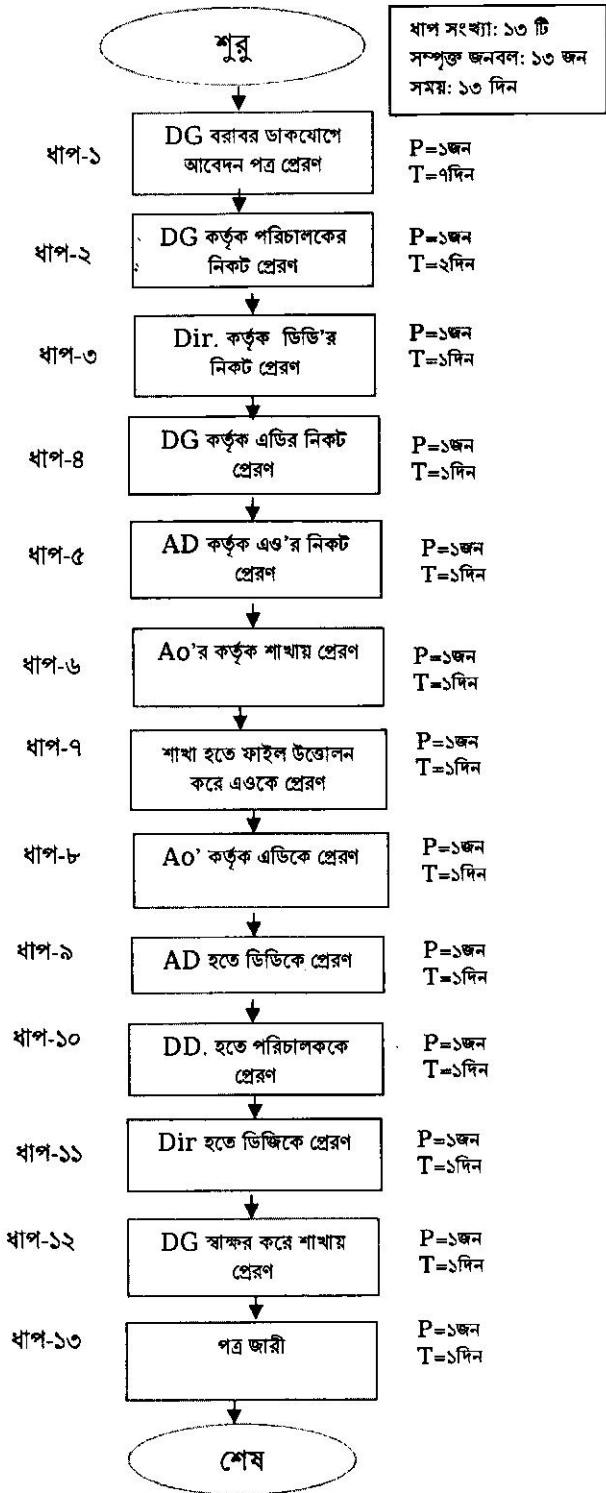 শুরু
ধাপ সংখ্যা: ১৩ টি
সম্পৃক্ত জনবল: ১৩ জন
সময়: ১৩ দিন
ধাপ-১
DG বরাবর ডাকযোগে
আবেদন পত্র প্রেরণ
P=১জন
T=৭দিন
ধাপ-২
DG কর্তৃক পরিচালকের
নিকট প্রেরণ
P=১জন
T=২দিন
ধাপ-৩
Dir. কর্তৃক ডিডি'র
নিকট প্রেরণ
P=১জন
T=১দিন
ধাপ-৪
DG কর্তৃক এডির নিকট
প্রেরণ
P=১জন
T=১দিন
ধাপ-৫
AD কর্তৃক এও'র নিকট
প্রেরণ
P=১জন
T=১দিন
ধাপ-৬
Ao'র কর্তৃক শাখায় প্রেরণ
P=১জন
T=১দিন
ধাপ-৭
শাখা হতে ফাইল উত্তোলন
করে এওকে প্রেরণ
P=১জন
T=১দিন
ধাপ-৮
Ao' কর্তৃক এডিকে প্রেরণ
P=১জন
T=১দিন
ধাপ-৯
AD হতে ডিডিকে প্রেরণ
P=১জন
T=১দিন
ধাপ-১০
DD. হতে পরিচালককে
প্রেরণ
P=১জন
T=১দিন
ধাপ-১১
Dir হতে ডিজিকে প্রেরণ
P=১জন
T=১দিন
ধাপ-১২
DG স্বাক্ষর করে শাখায়
প্রেরণ
P=১জন
T=১দিন
ধাপ-১৩
পত্র জারী
P=১জন
T=১দিন
শেষ